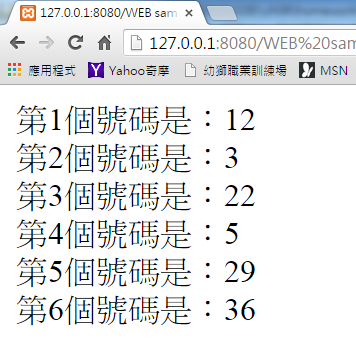 127.0.0.1:8080/WEB sam
127.0.0.1:8080/WEB%20sam
應用程式 Yahoo奇摩 幼獅職業訓練場 MSN
第1個號碼是：12
第2個號碼是：3
第3個號碼是：22
第4個號碼是：5
第5個號碼是：29
第6個號碼是：36